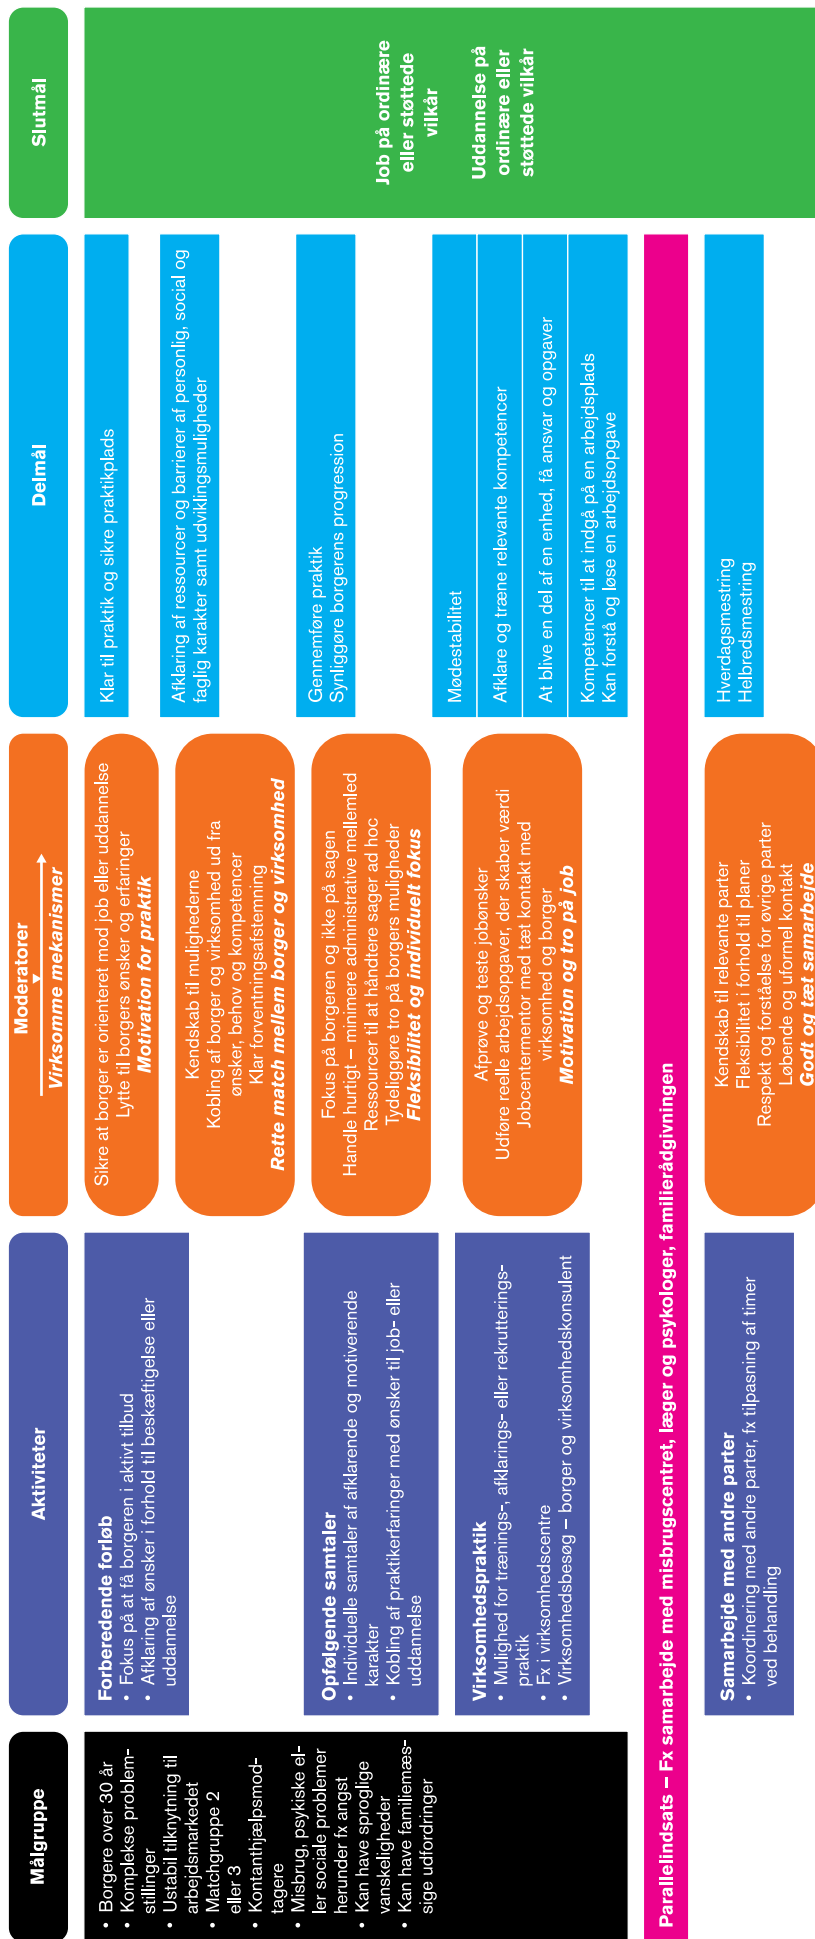 Målgruppe
• Borgere over 30 år
• Komplekse problem-
stillinger
• Ustabil tilknytning til
arbejdsmarkedet
• Matchgruppe 2
eller 3
• Kontanthjælpsmod-
tagere
• Misbrug, psykiske el-
ler sociale problemer
herunder fx angst
• Kan have sproglige
vanskeligheder
• Kan have familiemæs-
sige udfordringer
Aktiviteter
Forberedende forløb
• Fokus på at få borgeren i aktivt tilbud
• Afklaring af ønsker i forhold til beskæftigelse eller
uddannelse
Opfølgende samtaler
• Individuelle samtaler af afklarende og motiverende
karakter
• Kobling af praktikerfaringer med ønsker til job- eller
uddannelse
Virksomhedspraktik
• Mulighed for trænings-, afklarings- eller rekrutterings-
praktik
• Fx i virksomhedscentre
• Virksomhedsbesøg – borger og virksomhedskonsulent
Samarbejde med andre parter
• Koordinering med andre parter, fx tilpasning af timer
ved behandling
Moderatorer
Virksomme mekanismer
Sikre at borger er orienteret mod job eller uddannelse
Lytte til borgers ønsker og erfaringer
Motivation for praktik
Kendskab til mulighederne
Kobling af borger og virksomhed ud fra
ønsker, behov og kompetencer
Klar forventningsafstemning
Rette match mellem borger og virksomhed
Fokus på borgeren og ikke på sagen
Handle hurtigt – minimere administrative mellemled
Ressourcer til at håndtere sager ad hoc
Tydeliggøre tro på borgers muligheder
Fleksibilitet og individuelt fokus
Afprøve og teste jobønsker
Udføre reelle arbejdsopgaver, der skaber værdi
Jobcentermentor med tæt kontakt med
virksomhed og borger
Motivation og tro på job
Kendskab til relevante parter
Fleksibilitet i forhold til planer
Respekt og forståelse for øvrige parter
Løbende og uformel kontakt
Godt og tæt samarbejde
Delmål
Klar til praktik og sikre praktikplads
Afklaring af ressourcer og barrierer af personlig, social og
faglig karakter samt udviklingsmuligheder
Gennemføre praktik
Synliggøre borgerens progression
Mødestabilitet
Afklare og træne relevante kompetencer
At blive en del af en enhed, få ansvar og opgaver
Kompetencer til at indgå på en arbejdsplads
Kan forstå og løse en arbejdsopgave
Hverdagsmestring
Helbredsmestring
Slutmål
Job på ordinære
eller støttede
vilkår
Uddannelse på
ordinære eller
støttede vilkår
Parallelindsats – Fx samarbejde med misbrugscentret, læger og psykologer, familierådgivningen